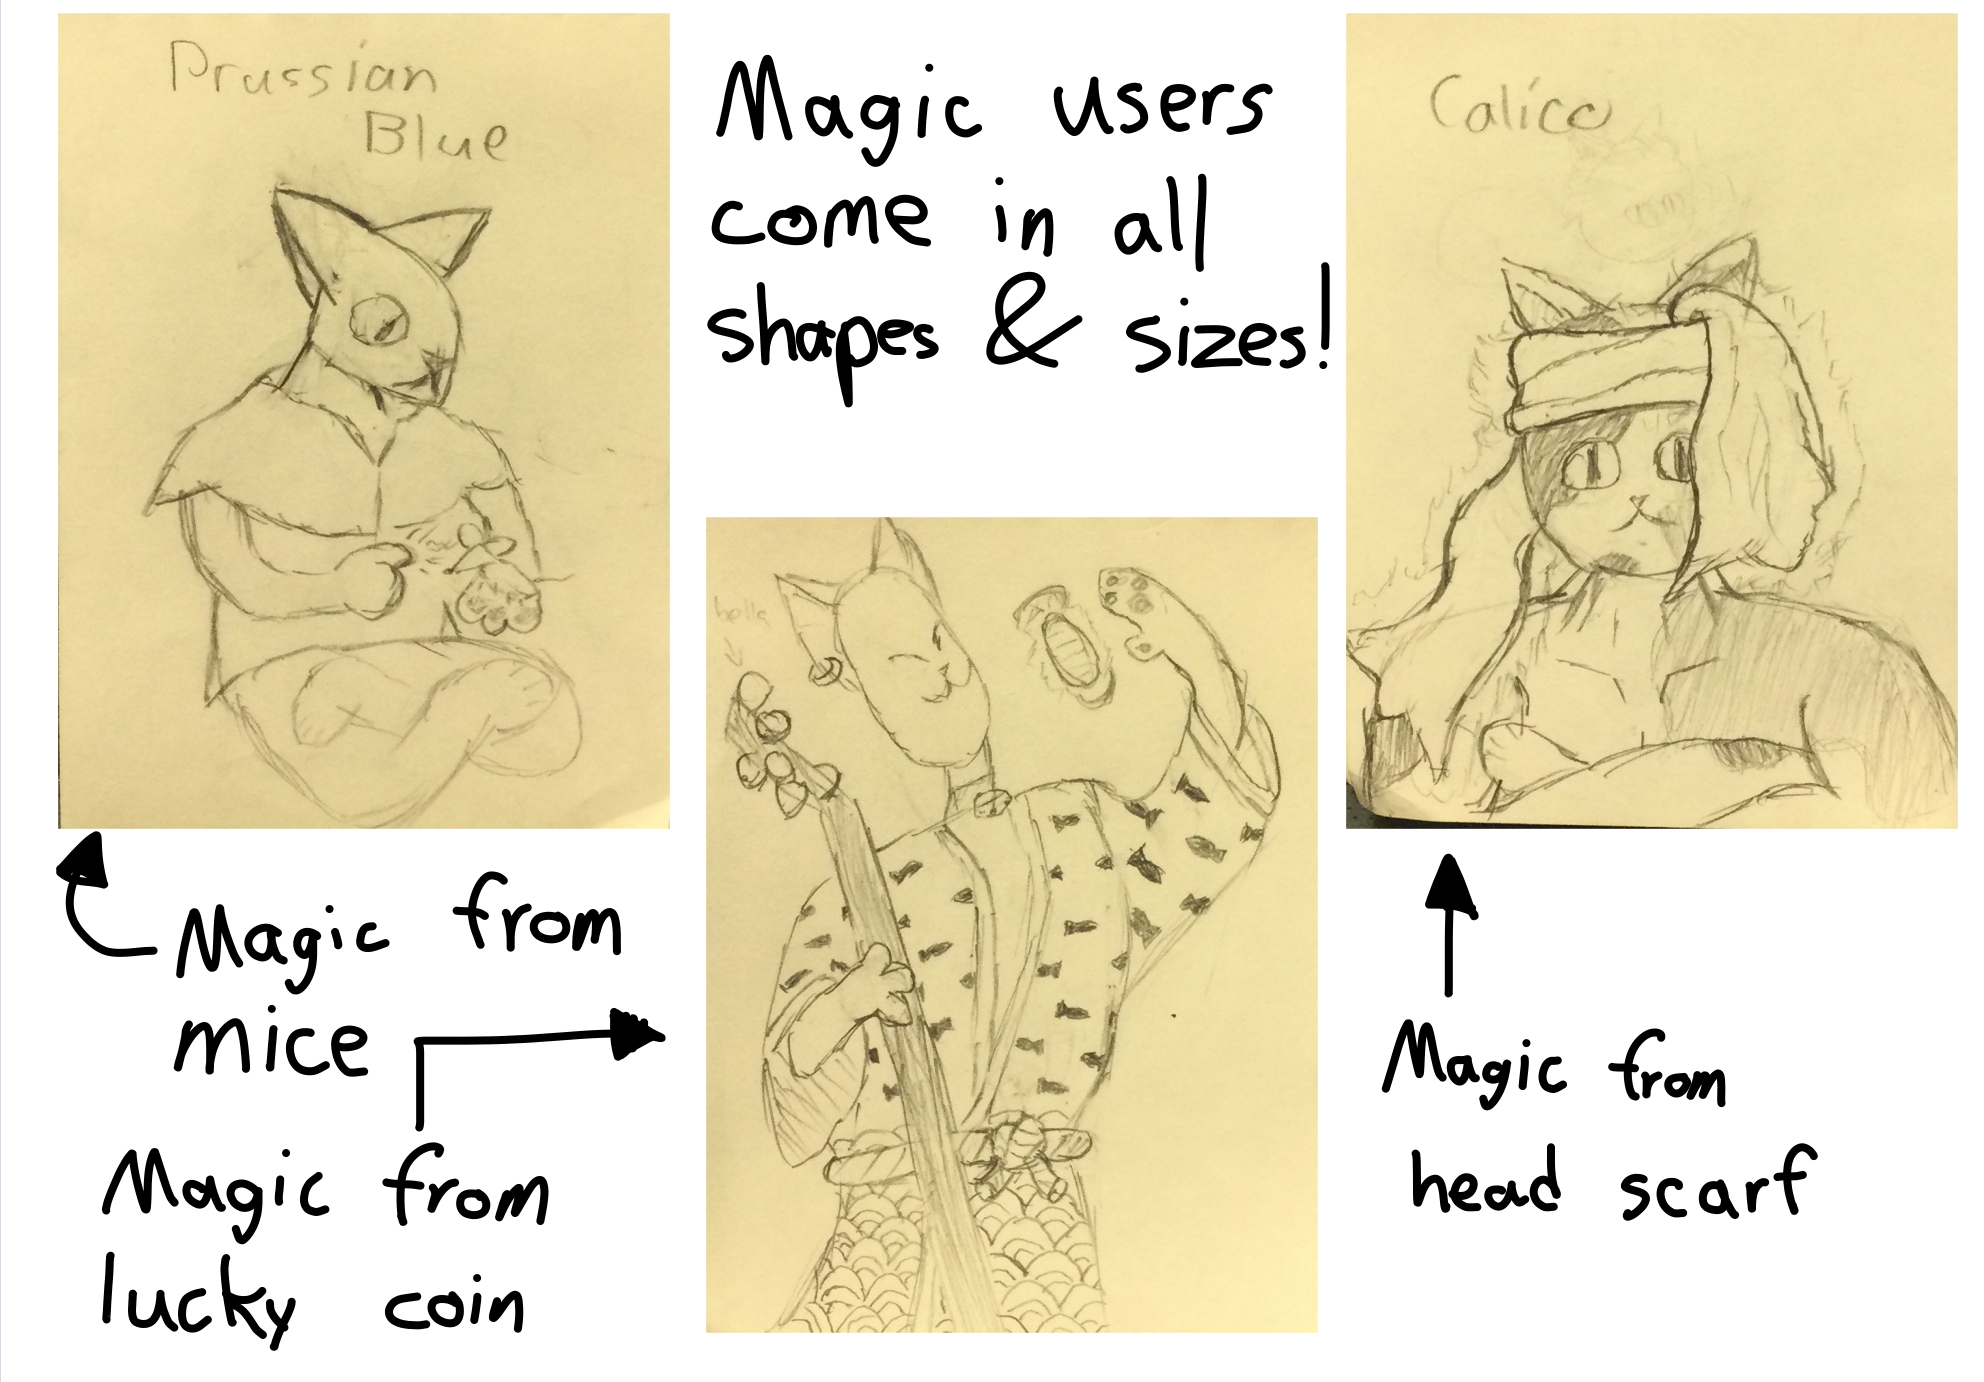 Prussian
Blue
Magic users
come in all
shapes & sizes!
Calico
bells
Magic from
mice
Magic from
lucky coin
Magic from
head scarf